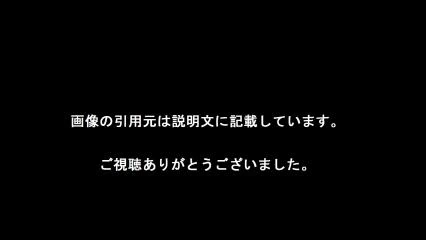 画像の引用元は説明文に記載しています。
ご視聴ありがとうございました。